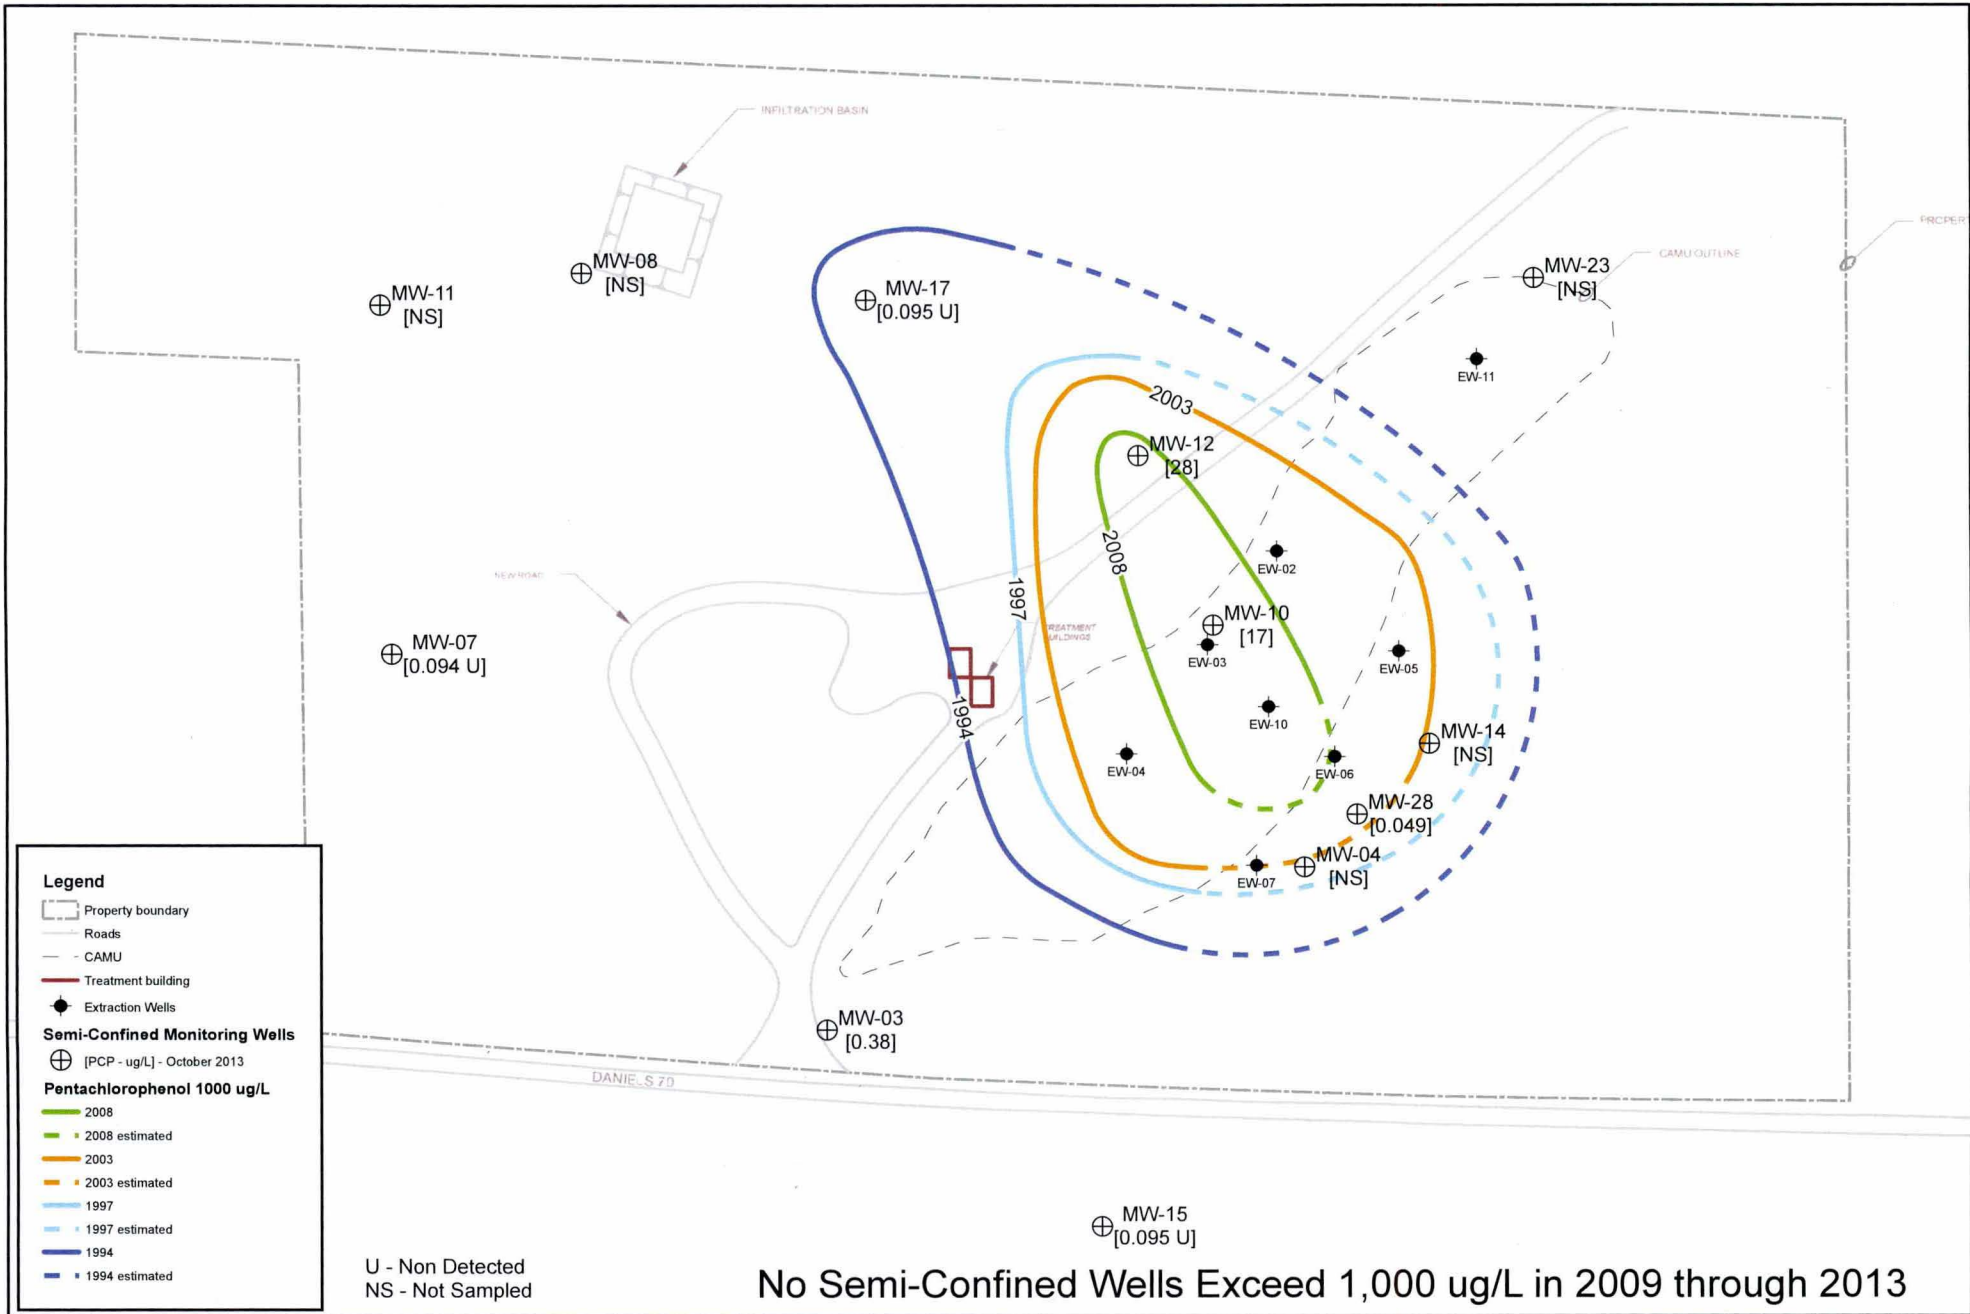 INFILTRATION BASIN
CAMU OUTLINE
MW-08
[NS]
MW-11
[NS]
MW-17
[0.095 U]
MW-23
[NS]
EW-11
2003
MW-12
[28]
2008
EW-02
NEW ROAD
1997
MW-10
[17]
EW-03
TREATMENT
BUILDINGS
MW-07
[0.094 U]
EW-05
1994
EW-10
MW-14
[NS]
EW-04
EW-06
MW-28
[0.049]
EW-07
MW-04
[NS]
MW-03
[0.38]
MW-15
[0.095 U]
Legend
Property boundary
Roads
CAMU
Treatment building
Extraction Wells
Semi-Confined Monitoring Wells
[PCP - ug/L] - October 2013
Pentachlorophenol 1000 ug/L
2008
2008 estimated
2003
2003 estimated
1997
1997 estimated
1994
1994 estimated
U - Non Detected
NS - Not Sampled
No Semi-Confined Wells Exceed 1,000 ug/L in 2009 through 2013